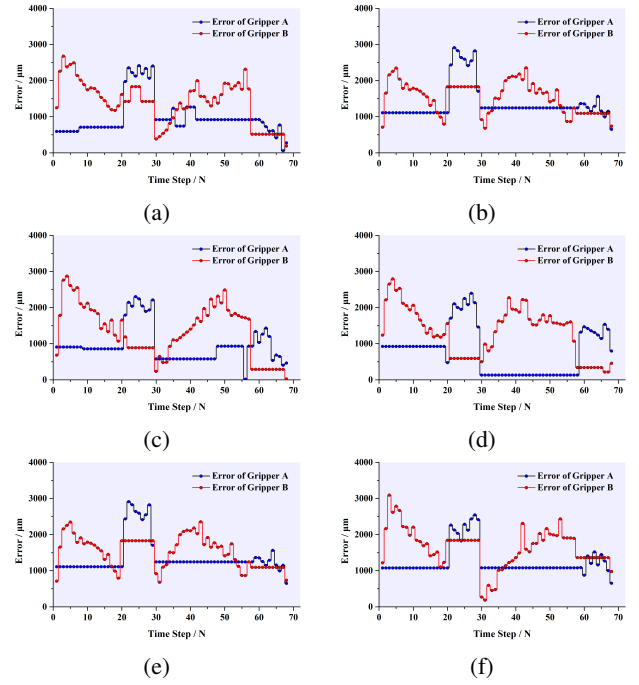 4000
3000
2000
1000
0
Error / μm
Error of Gripper A
Error of Gripper B
0 10 20 30 40 50 60 70
Time Step / N
(a)
4000
3000
2000
1000
0
Error / μm
Error of Gripper A
Error of Gripper B
0 10 20 30 40 50 60 70
Time Step / N
(b)
4000
3000
2000
1000
0
Error / μm
Error of Gripper A
Error of Gripper B
0 10 20 30 40 50 60 70
Time Step / N
(c)
4000
3000
2000
1000
0
Error / μm
Error of Gripper A
Error of Gripper B
0 10 20 30 40 50 60 70
Time Step / N
(d)
4000
3000
2000
1000
0
Error / μm
Error of Gripper A
Error of Gripper B
0 10 20 30 40 50 60 70
Time Step / N
(e)
4000
3000
2000
1000
0
Error / μm
Error of Gripper A
Error of Gripper B
0 10 20 30 40 50 60 70
Time Step / N
(f)